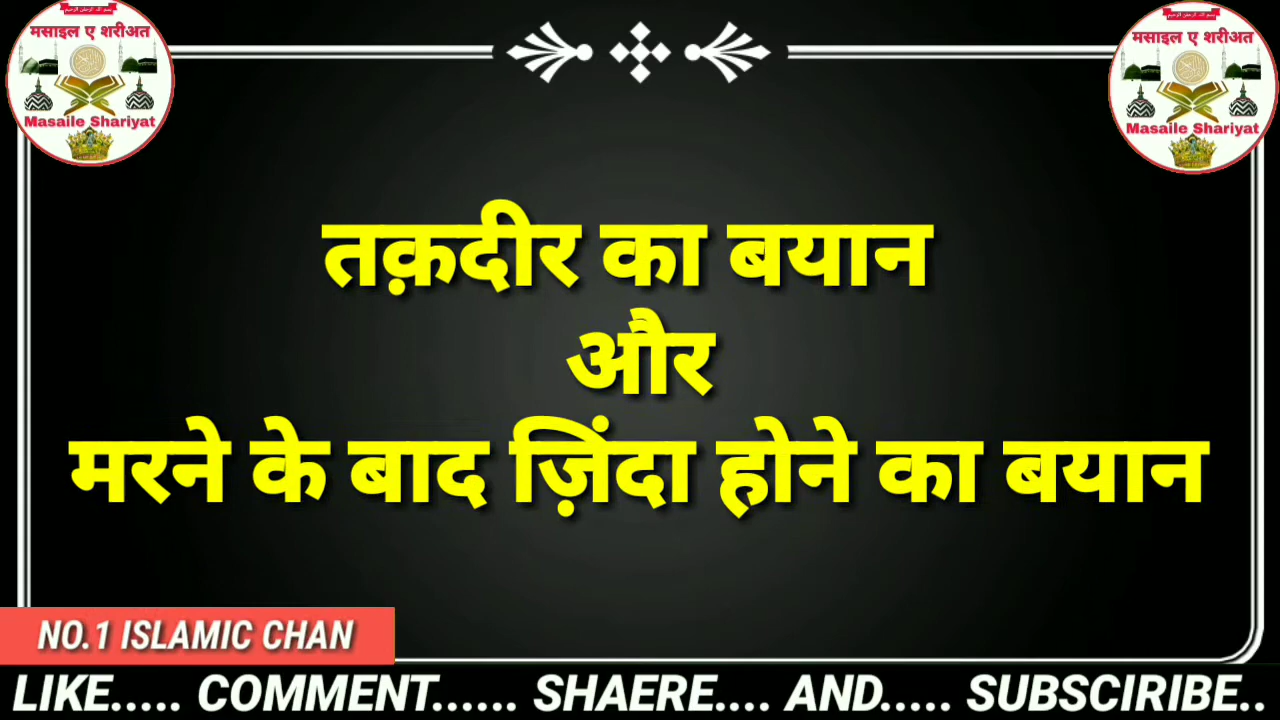 मसाइल ए शरीअत
Masaile Shariyat
मसाइल ए शरीअत
Masaile Shariyat
तक़दीर का बयान
और
मरने के बाद ज़िंदा होने का बयान
NO.1 ISLAMIC CHAN
LIKE..... COMMENT...... SHAERE.... AND..... SUBSCIRIBE..